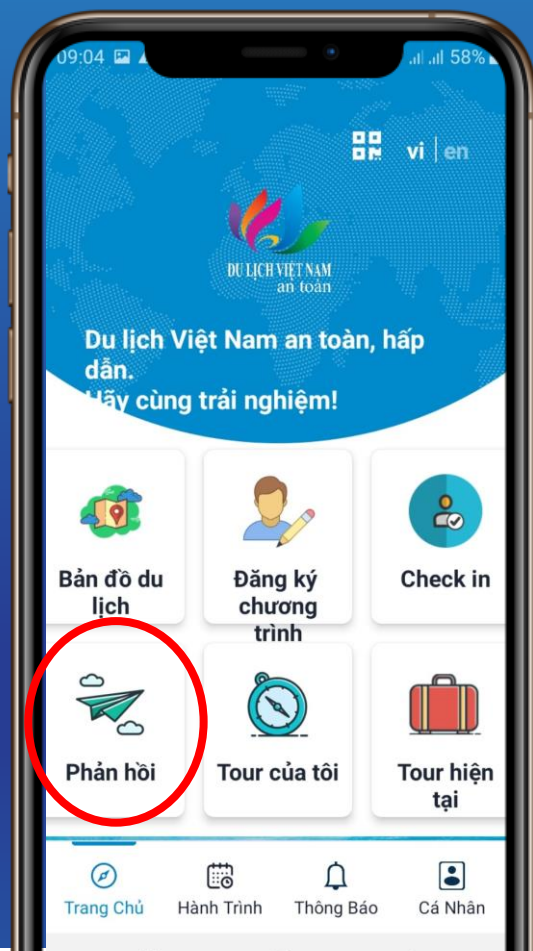 09:04
58%
vi | en
DU LỊCH VIỆT NAM
an toàn
Du lịch Việt Nam an toàn, hấp
dẫn.
Hãy cùng trải nghiệm!
Bản đồ du
lịch
Đăng ký
chương
trình
Check in
Phản hồi
Tour của tôi
Tour hiện
tại
Trang Chủ
Hành Trình
Thông Báo
Cá Nhân